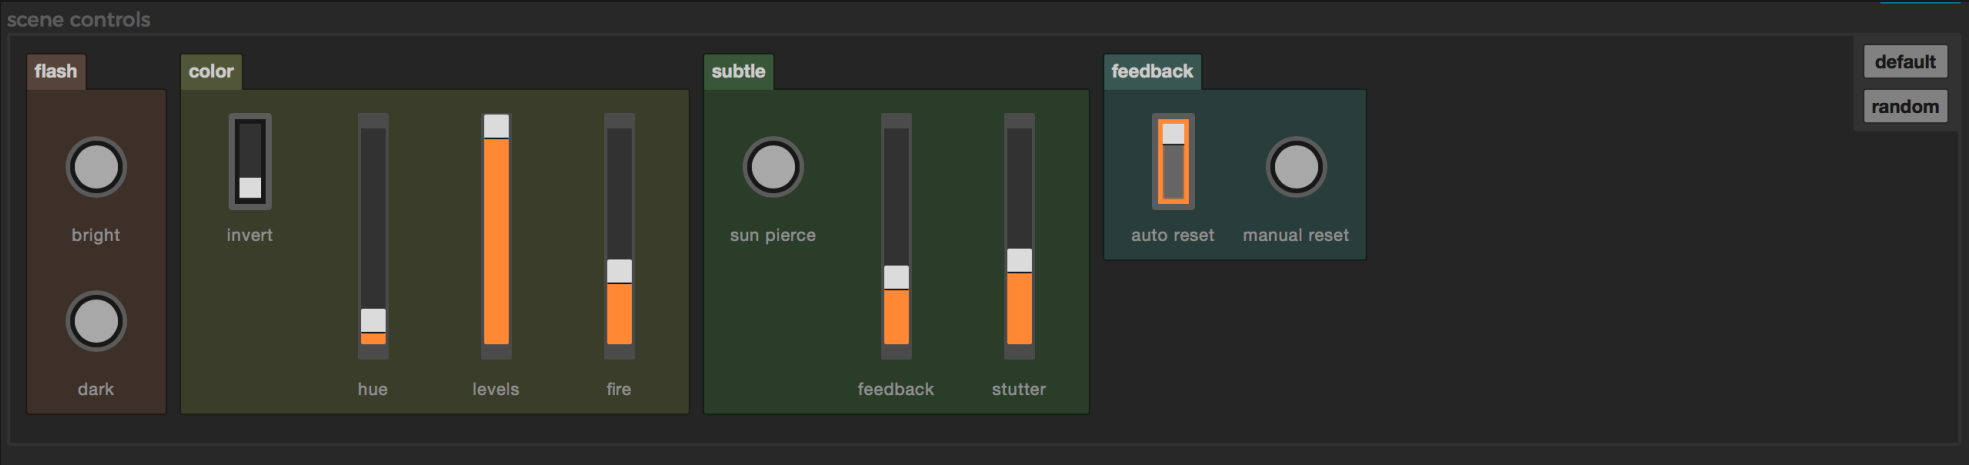 scene controls
flash
color
subtle
feedback
default
random
bright
invert
sun pierce
auto reset
manual reset
dark
hue
levels
fire
feedback
stutter